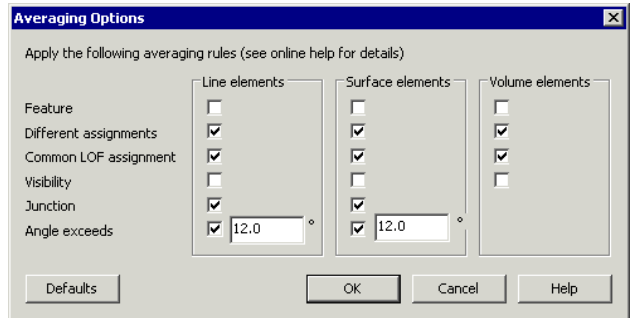 Averaging Options
Apply the following averaging rules (see online help for details)
Line elements Surface elements Volume elements
Feature
Different assignments
Common LOF assignment
Visibility
Junction
Angle exceeds 12.0 ° 12.0 °
Defaults OK Cancel Help